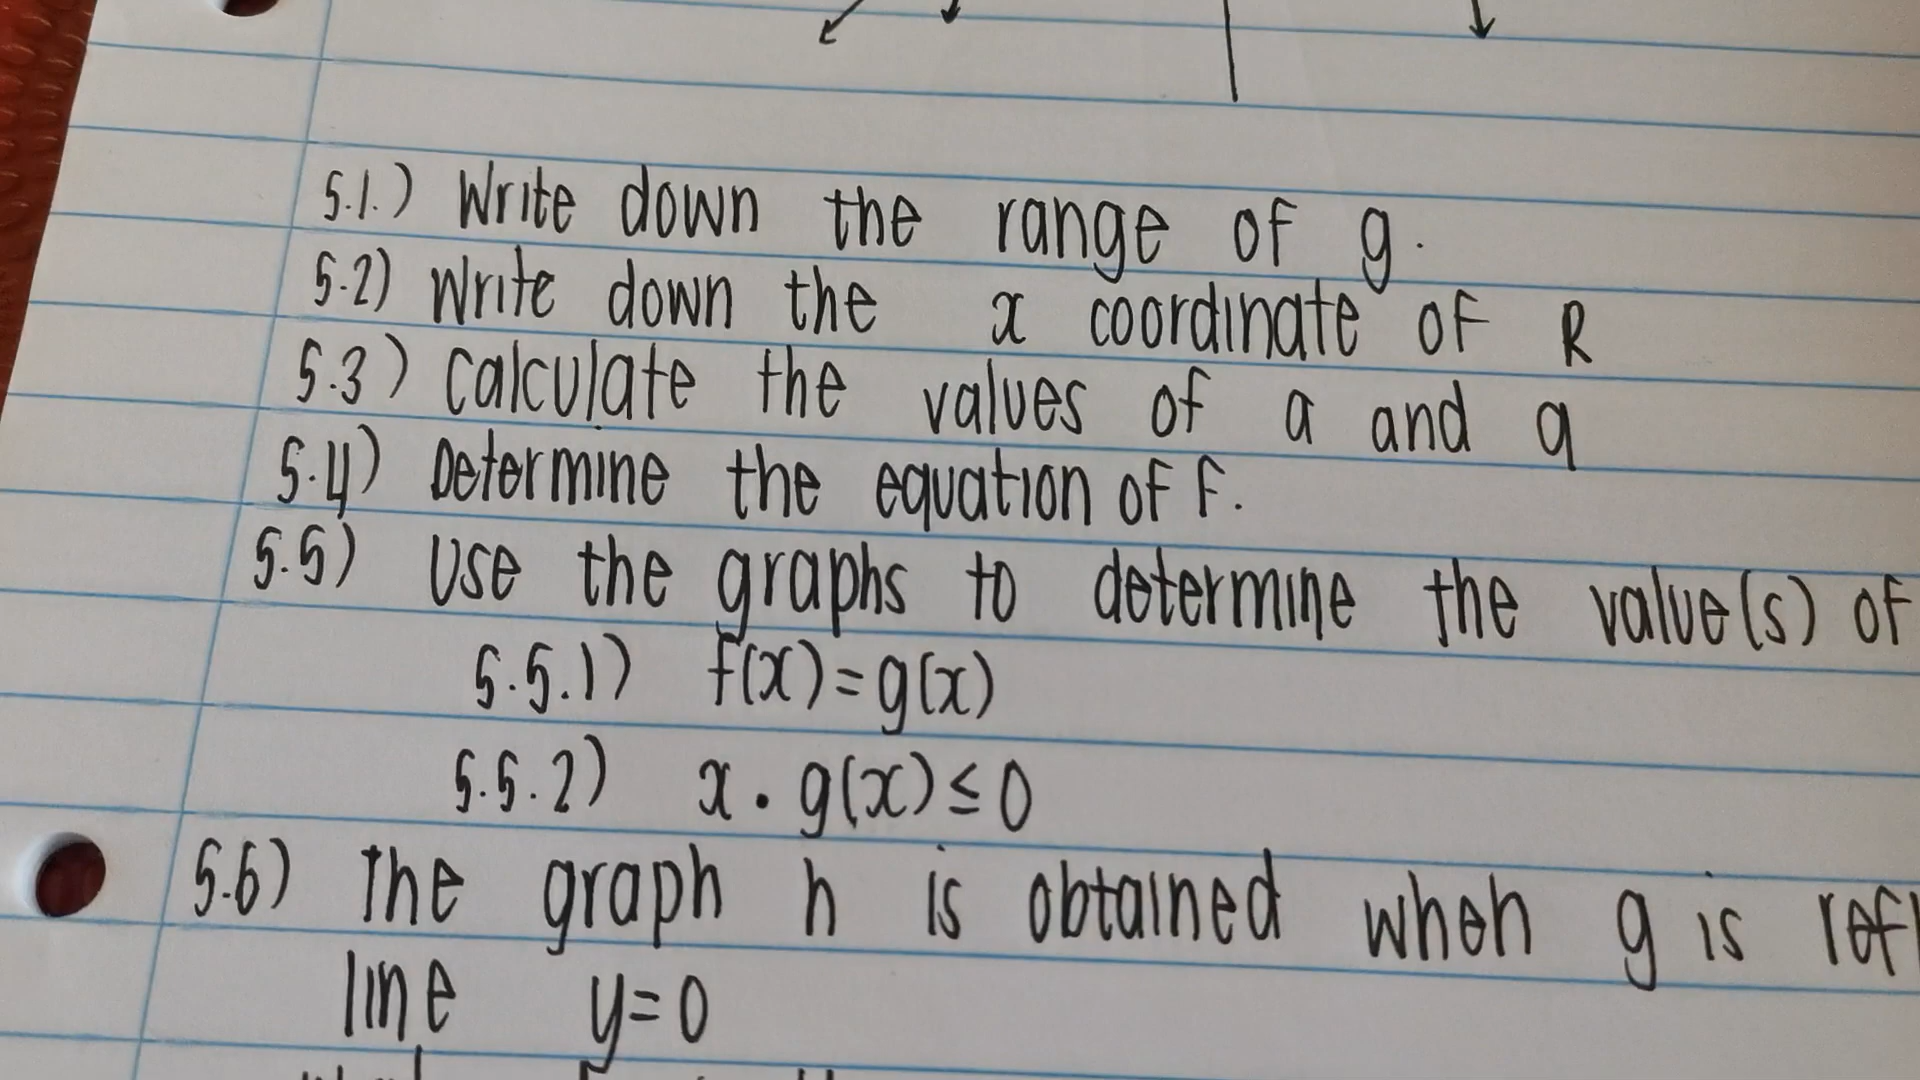 5.1.) Write down the range of g.
5.2) Write down the x coordinate of R
5.3) Calculate the values of a and q
5.4) Determine the equation of f.
5.5) Use the graphs to determine the value(s) of
5.5.1) f(x)=g(x)
5.5.2) x . g(x) ≤ 0
5.6) The graph h is obtained when g is
line y=0